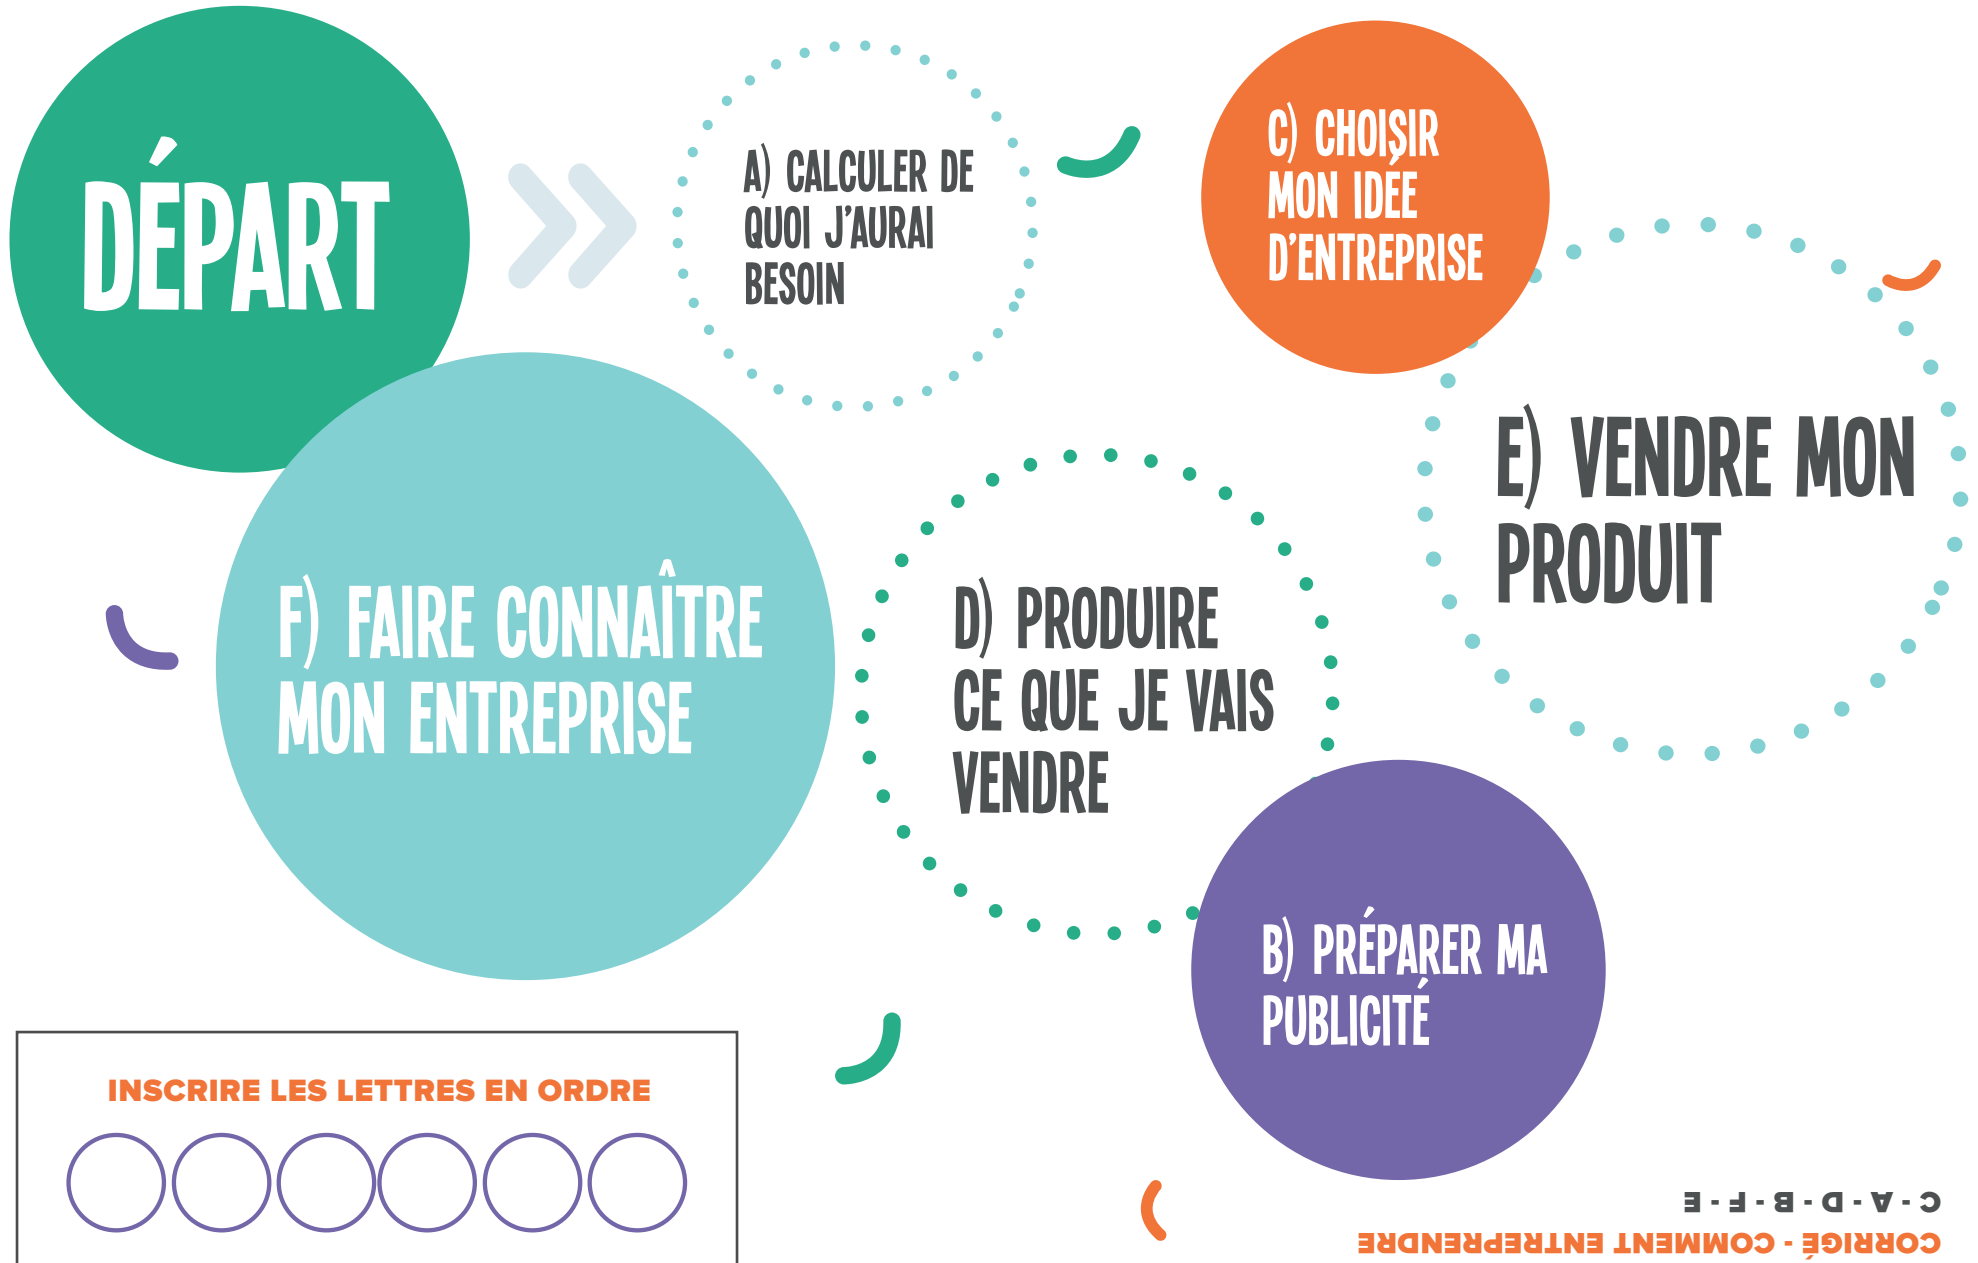 DÉPART
A) CALCULER DE
QUOI J'AURAI
BESOIN
C) CHOISIR
MON IDÉE
D'ENTREPRISE
E) VENDRE MON
PRODUIT
F) FAIRE CONNAÎTRE
MON ENTREPRISE
D) PRODUIRE
CE QUE JE VAIS
VENDRE
B) PRÉPARER MA
PUBLICITÉ
INSCRIRE LES LETTRES EN ORDRE
CORRIGÉ - COMMENT ENTREPRENDRE
C - A - D - B - F - E